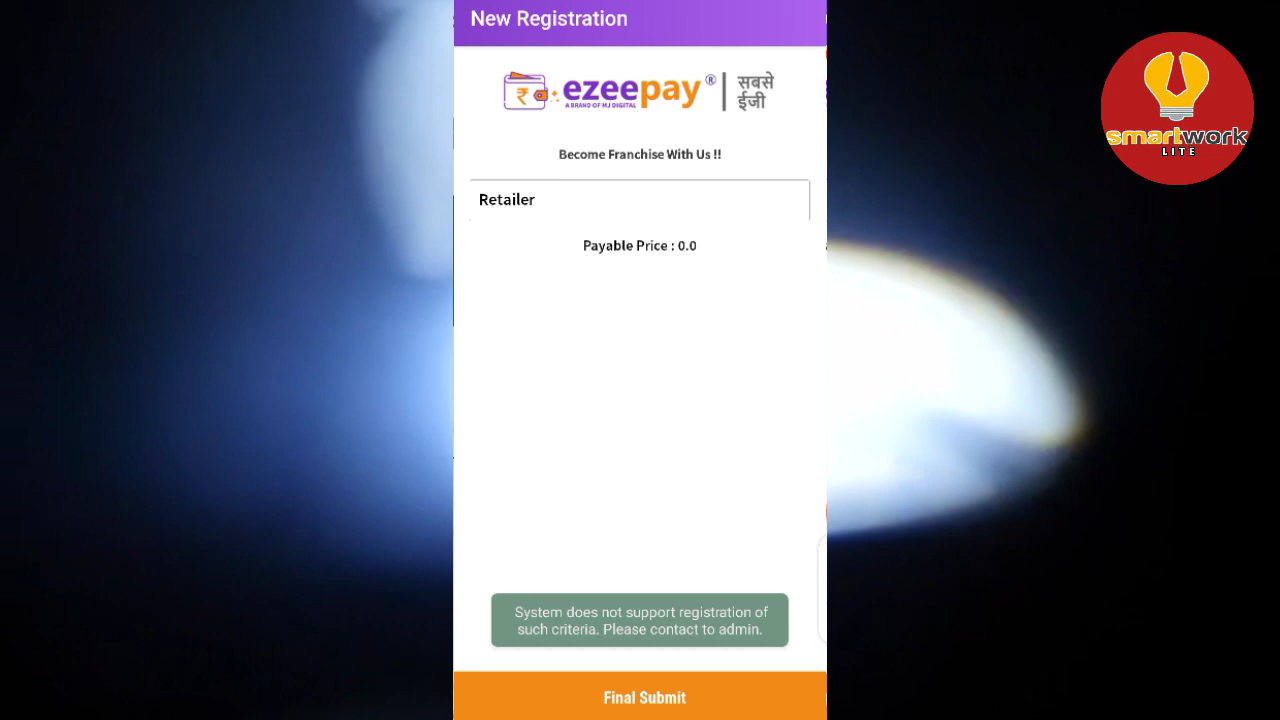 New Registration
ezeepay®
A BRAND OF MJ DIGITAL
सबसे
ईजी
Become Franchise With Us !!
Retailer
Payable Price : 0.0
System does not support registration of
such criteria. Please contact to admin.
Final Submit
smartwork
LITE